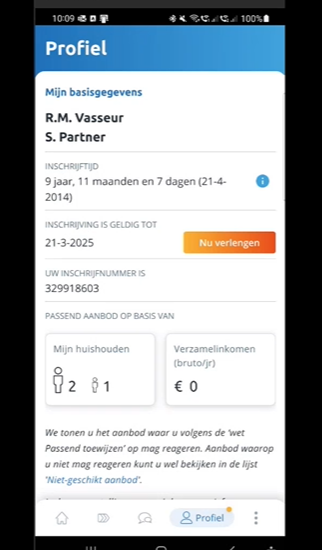 10:09
100%
Profiel
Mijn basisgegevens
R.M. Vasseur
S. Partner
INSCHRIJFTIJD
9 jaar, 11 maanden en 7 dagen (21-4-
2014)
INSCHRIJVING IS GELDIG TOT
21-3-2025
Nu verlengen
UW INSCHRIJFNUMMER IS
329918603
PASSEND AANBOD OP BASIS VAN
Mijn huishouden
2
1
Verzamelinkomen
(bruto/jr)
€ 0
We tonen u het aanbod waar u volgens de ‘wet
Passend toewijzen’ op mag reageren. Aanbod waarop
u niet mag reageren kunt u wel bekijken in de lijst
‘Niet-geschikt aanbod’.
Profiel